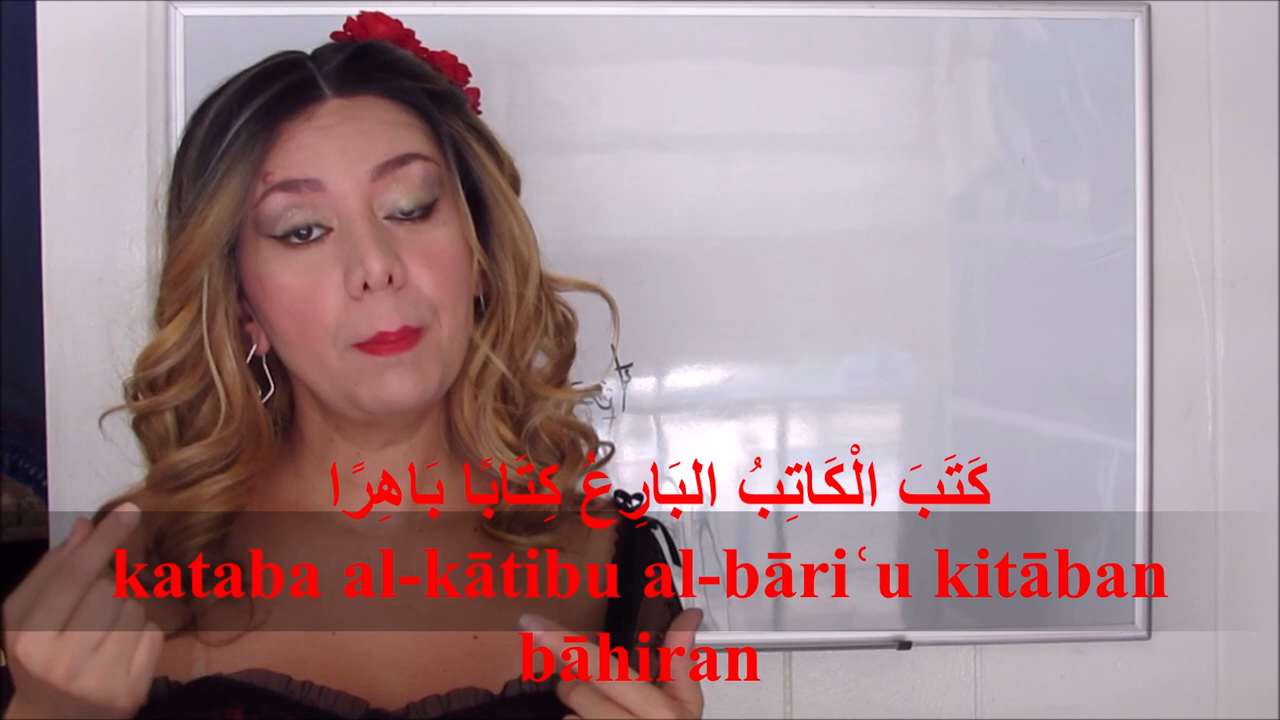 كَتَبَ الْكَاتِبُ البَارِعُ كِتَابًا بَاهِرًا
kataba al-kātibu al-bāriʿu kitāban
bāhiran